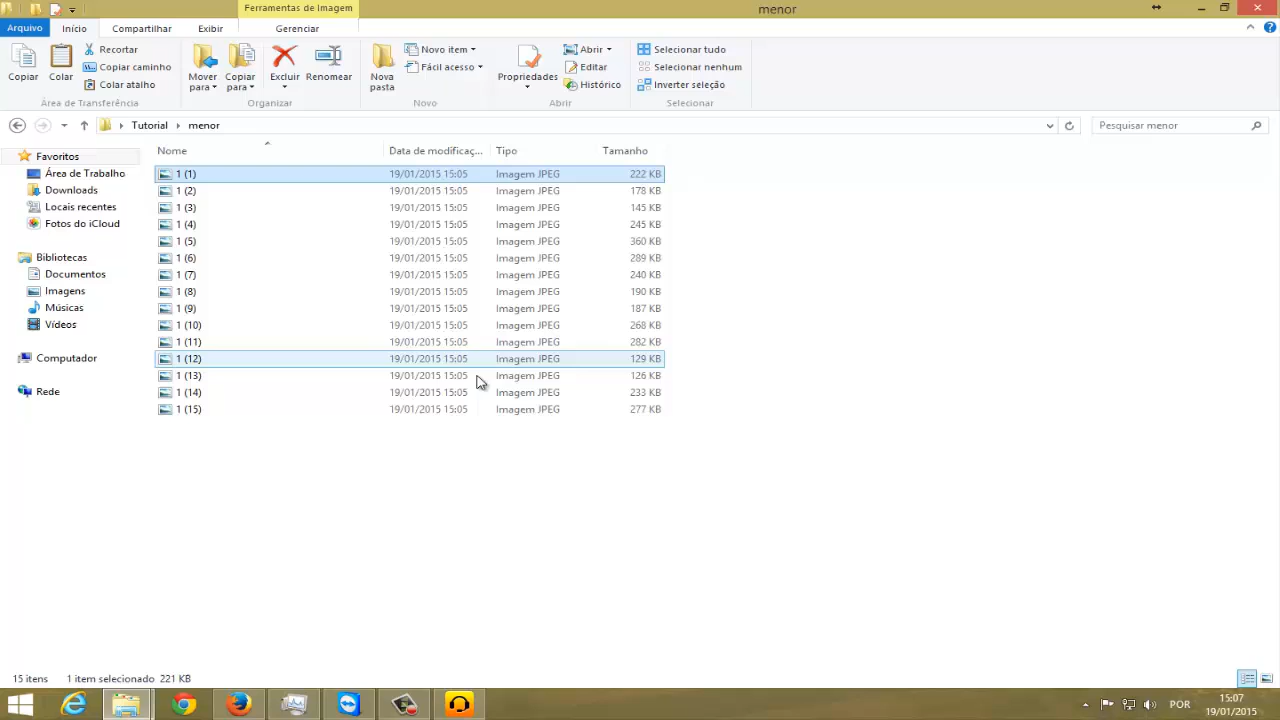 Ferramentas de Imagem
menor
Arquivo Início Compartilhar Exibir Gerenciar
Copiar
Colar
Recortar
Copiar caminho
Colar atalho
Área de Transferência
Mover para
Copiar para
Excluir
Renomear
Organizar
Nova pasta
Novo item
Fácil acesso
Novo
Propriedades
Abrir
Editar
Histórico
Abrir
Selecionar tudo
Selecionar nenhum
Inverter seleção
Selecionar
Tutorial menor
Pesquisar menor
Favoritos
Área de Trabalho
Downloads
Locais recentes
Fotos do iCloud
Bibliotecas
Documentos
Imagens
Músicas
Vídeos
Computador
Rede
Nome Data de modificaç... Tipo Tamanho
1 (1) 19/01/2015 15:05 Imagem JPEG 222 KB
1 (2) 19/01/2015 15:05 Imagem JPEG 178 KB
1 (3) 19/01/2015 15:05 Imagem JPEG 145 KB
1 (4) 19/01/2015 15:05 Imagem JPEG 245 KB
1 (5) 19/01/2015 15:05 Imagem JPEG 360 KB
1 (6) 19/01/2015 15:05 Imagem JPEG 289 KB
1 (7) 19/01/2015 15:05 Imagem JPEG 240 KB
1 (8) 19/01/2015 15:05 Imagem JPEG 190 KB
1 (9) 19/01/2015 15:05 Imagem JPEG 187 KB
1 (10) 19/01/2015 15:05 Imagem JPEG 268 KB
1 (11) 19/01/2015 15:05 Imagem JPEG 282 KB
1 (12) 19/01/2015 15:05 Imagem JPEG 129 KB
1 (13) 19/01/2015 15:05 Imagem JPEG 126 KB
1 (14) 19/01/2015 15:05 Imagem JPEG 233 KB
1 (15) 19/01/2015 15:05 Imagem JPEG 277 KB
15 itens 1 item selecionado 221 KB
POR
15:07
19/01/2015